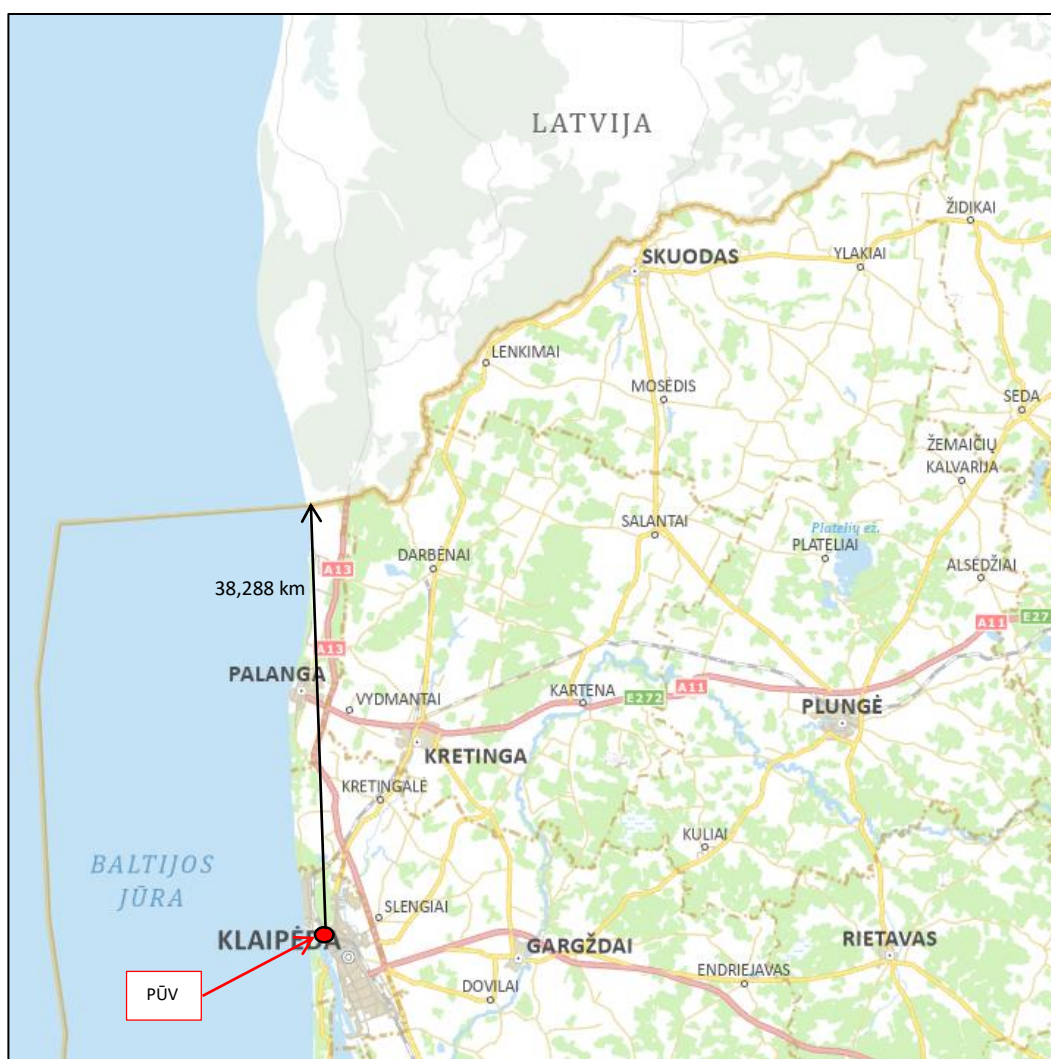 LATVIJA
ŽIDIKAI
SKUODAS
YLAKIAI
LENKIMAI
MOSĖDIS
SEDA
ŽEMAIČIŲ
KALVARIJA
SALANTAI
Platelių ež.
PLATELIAI
DARBĖNAI
ALSĖDŽIAI
A13
38,288 km
A11
E27
A13
PALANGA
VYDMANTAI
KARTENA
E272
A11
PLUNGĖ
KRETINGA
KRETINGALĖ
KULIAI
BALTIJOS
JŪRA
SLENGIAI
KLAIPĖDA
GARGŽDAI
RIETAVAS
ENDRIEJAVAS
PŪV
DOVILAI